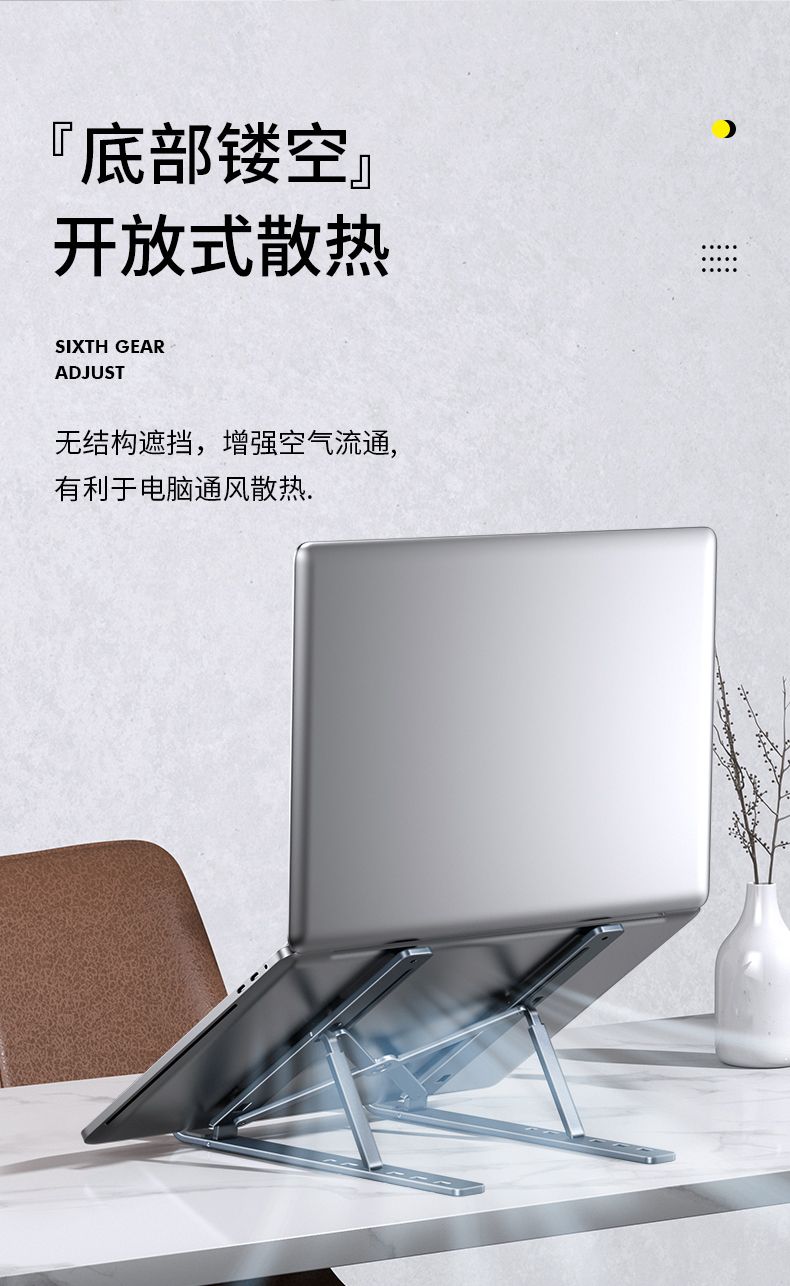 『底部镂空』
开放式散热
SIXTH GEAR
ADJUST
无结构遮挡，增强空气流通,
有利于电脑通风散热.